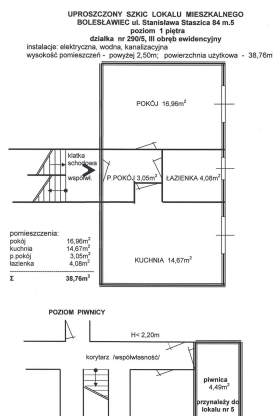 UPROSZCZONY SZKIC LOKALU MIESZKALNEGO
BOLESŁAWIEC ul. Stanisława Staszica 84 m.5
poziom 1 piętra
działka nr 290/5, III obręb ewidencyjny
instalacje: elektryczna, wodna, kanalizacyjna
wysokość pomieszczeń - powyżej 2,50m; powierzchnia użytkowa - 38,76m
POKÓJ 16,96m²
klatka
schodowa
współwł.
P.POKÓJ 3,05m²
ŁAZIENKA 4,08m²
pomieszczenia:
pokój 16,96m²
kuchnia 14,67m²
p.pokój 3,05m²
łazienka 4,08m²
Σ 38,76m²
KUCHNIA 14,67m²
POZIOM PIWNICY
H< 2,20m
korytarz /współwłasność/
piwnica
4,49m²
przynależy do
lokalu nr 5